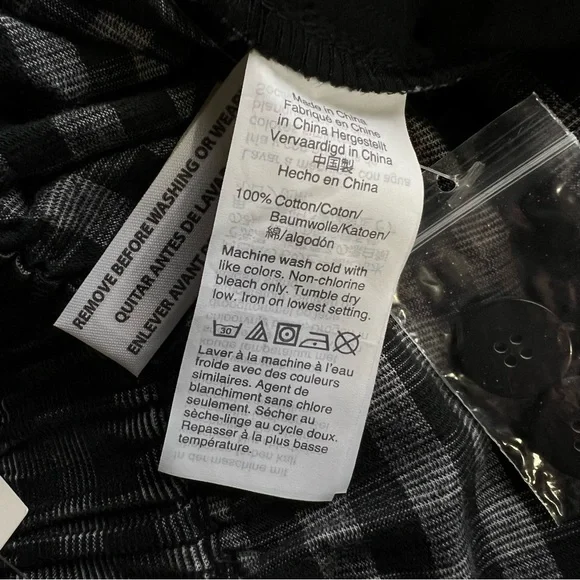 Made in China
Fabriqué en Chine
in China Hergestellt
Vervaardigd in China
中国製
Hecho en China
100% Cotton/Coton/
Baumwolle/Katoen/
綿/algodón
Machine wash cold with
like colors. Non-chlorine
bleach only. Tumble dry
low. Iron on lowest setting.
30
Laver à la machine à l'eau
froide avec des couleurs
similaires. Agent de
blanchiment sans chlore
seulement. Sécher au
sèche-linge au cycle doux.
Repasser à la plus basse
température.
REMOVE BEFORE WASHING OR WEAR
QUITAR ANTES DE LAVA
ENLEVER AVANT